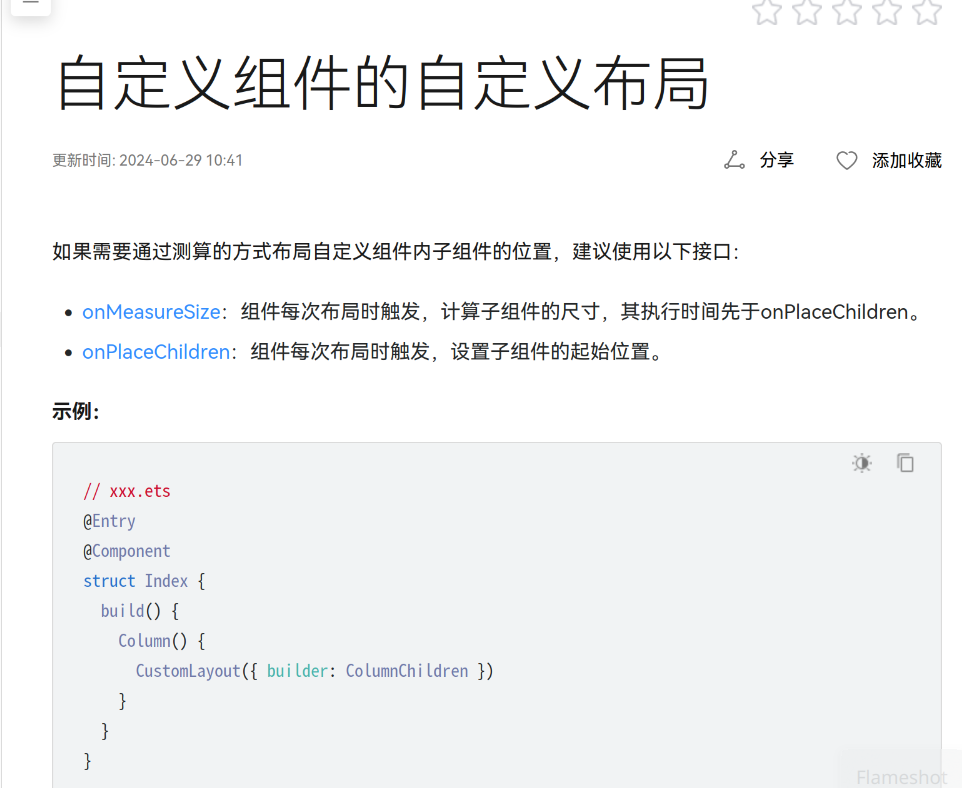 自定义组件的自定义布局
更新时间: 2024-06-29 10:41
分享
添加收藏
如果需要通过测算的方式布局自定义组件内子组件的位置，建议使用以下接口：
onMeasureSize：组件每次布局时触发，计算子组件的尺寸，其执行时间先于onPlaceChildren。
onPlaceChildren：组件每次布局时触发，设置子组件的起始位置。
示例：
// xxx.ets
@Entry
@Component
struct Index {
  build() {
    Column() {
      CustomLayout({ builder: ColumnChildren })
    }
  }
}
Flameshot